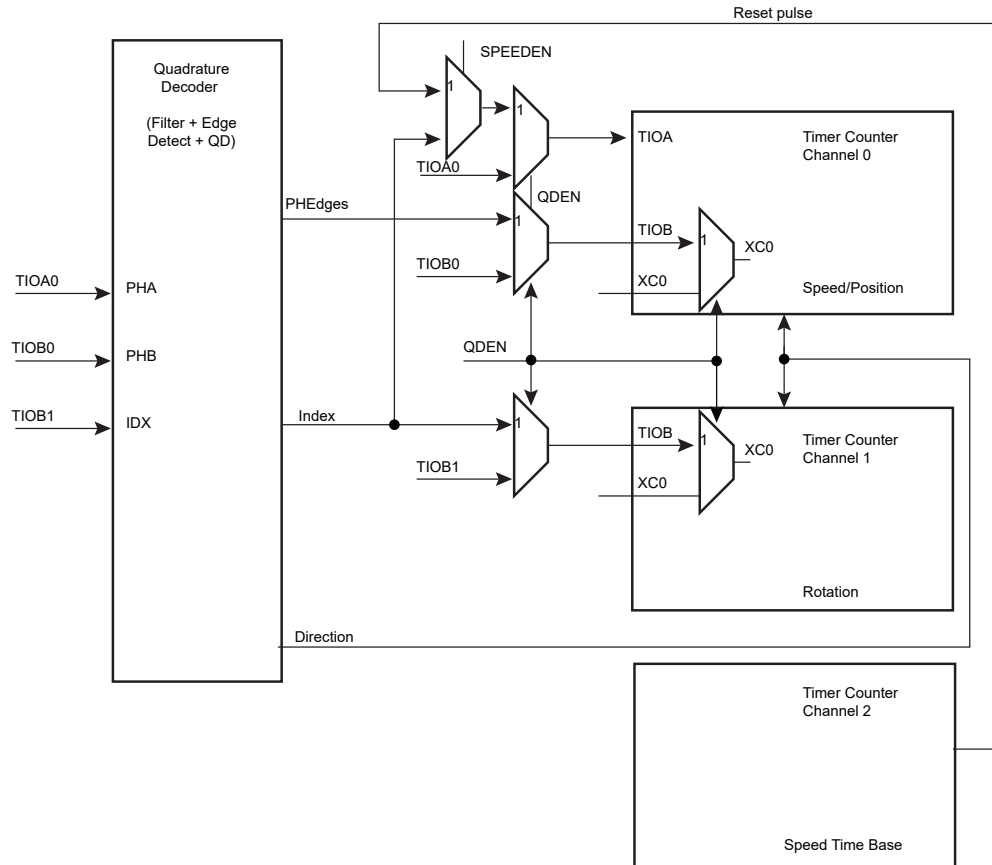 Reset pulse
SPEEDEN
Quadrature
Decoder
(Filter + Edge
Detect + QD)
1
1
TIOA
Timer Counter
Channel 0
TIOA0
QDEN
PHEdges
1
TIOB
1
XC0
TIOB0
XC0
Speed/Position
TIOA0
PHA
TIOB0
PHB
QDEN
TIOB1
IDX
Index
1
TIOB
1
XC0
Timer Counter
Channel 1
TIOB1
XC0
Rotation
Direction
Timer Counter
Channel 2
Speed Time Base